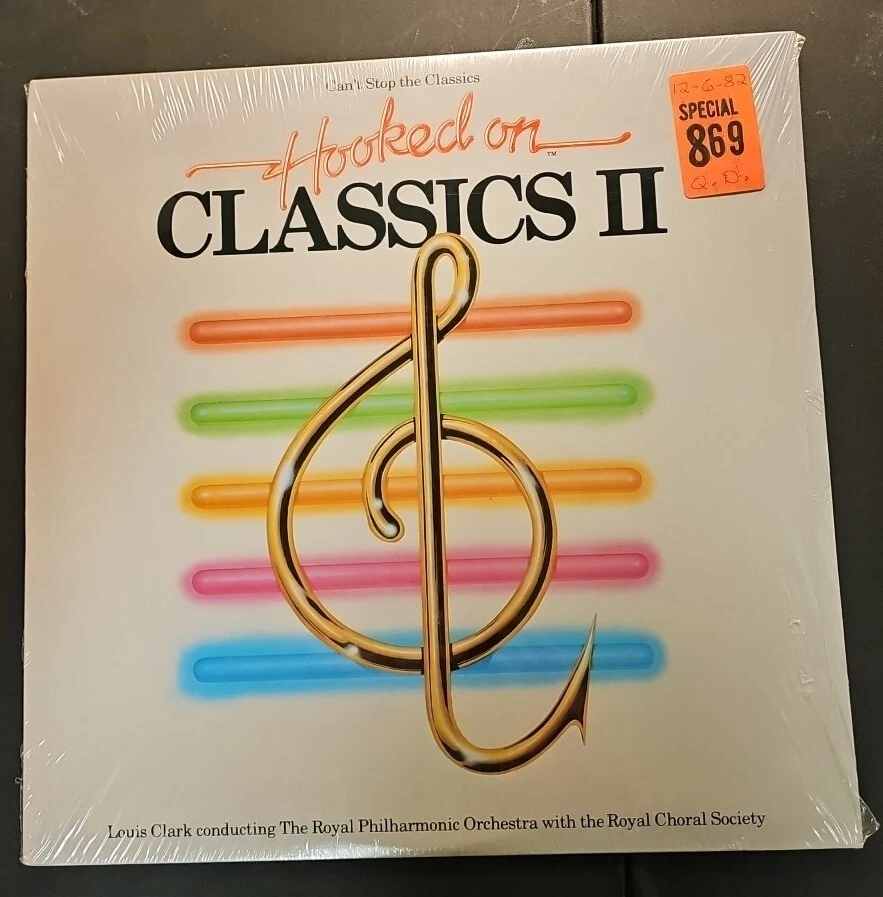 Can't Stop the Classics
Hooked on™
CLASSICS II
12-6-82
SPECIAL
869
Q.D.
Louis Clark conducting The Royal Philharmonic Orchestra with the Royal Choral Society